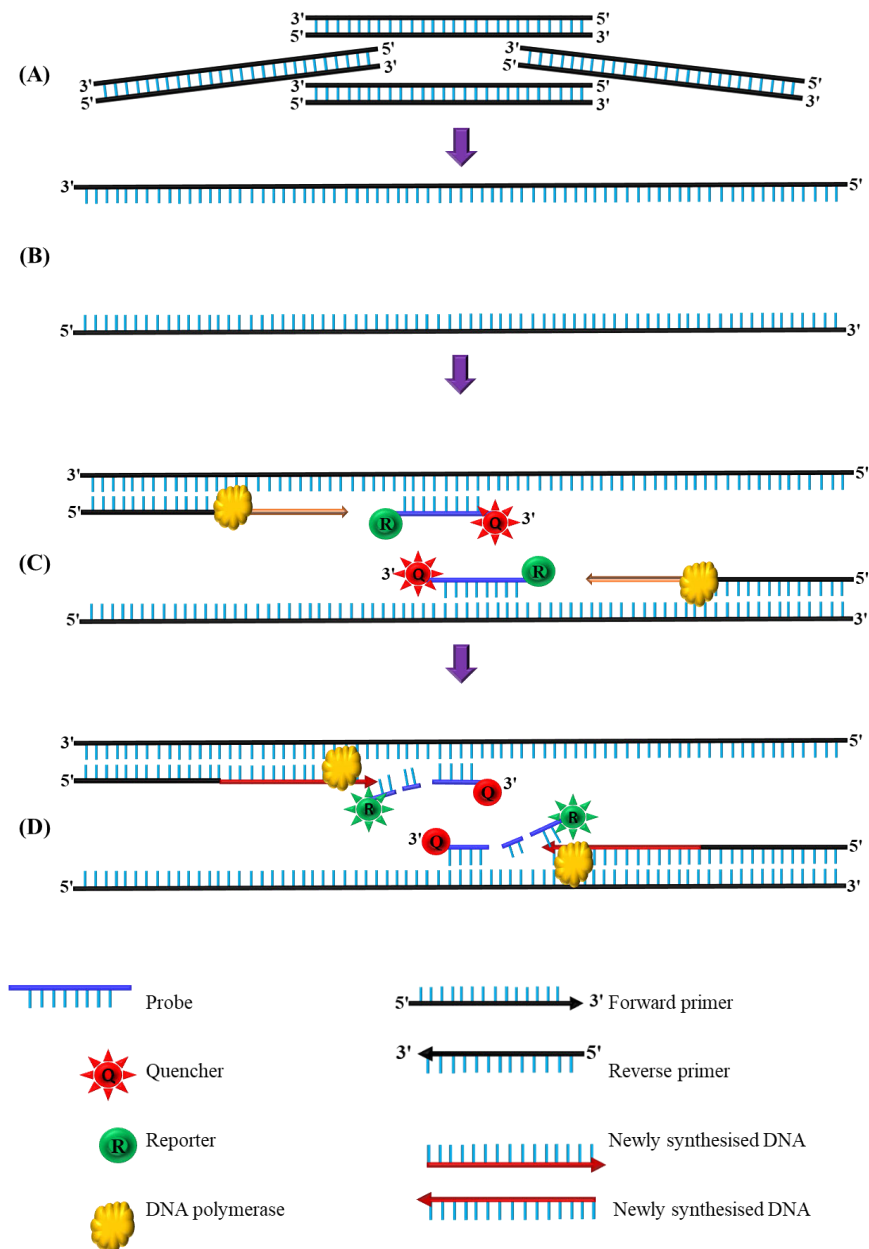 3' 5'
5' 3'
5' 3'
(A) 3' 3' 5'
3' 3' 5' 5'
5' 5' 3' 3'
3' 5'
(B)
5' 3'
3' 5'
5' R Q 3'
(C) 3' Q R 5'
5' 3'
3' 5'
5' 3'
R Q
(D) 3' Q R 5'
5' 3'
Probe 5' 3' Forward primer
3' 5'
Q Quencher Reverse primer
R Reporter Newly synthesised DNA
DNA polymerase Newly synthesised DNA